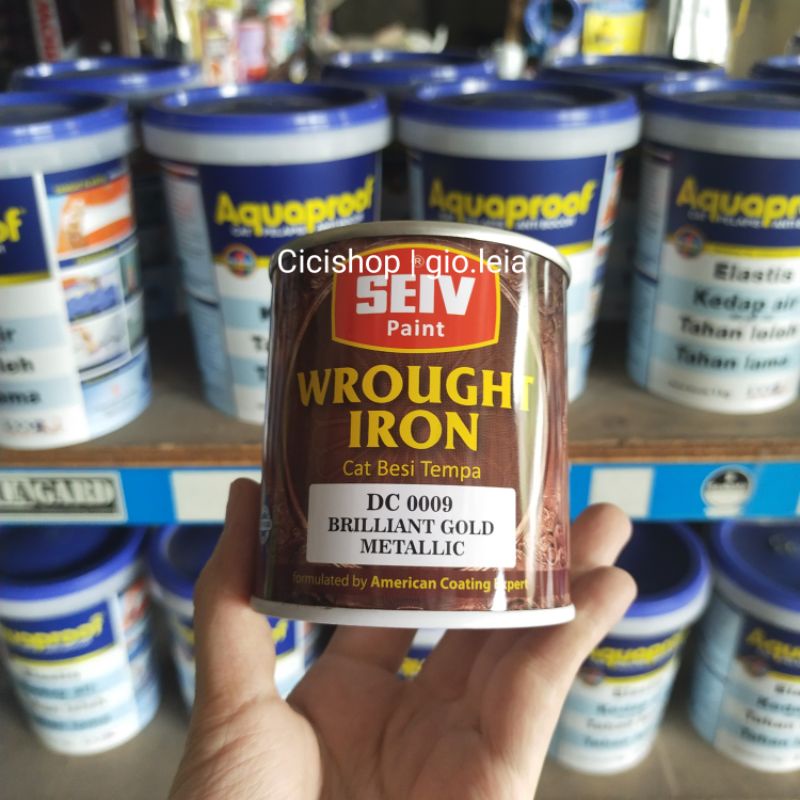 Aquaproof
Aquaproof
Aquaproof
Elastis
Kedap air
Tahan lama
Cicishop | gio.leia
®
SEIV
Paint
WROUGHT
IRON
Cat Besi Tempa
DC 0009
BRILLIANT GOLD
METALLIC
Formulated by American Coating Expert
Aquaproof